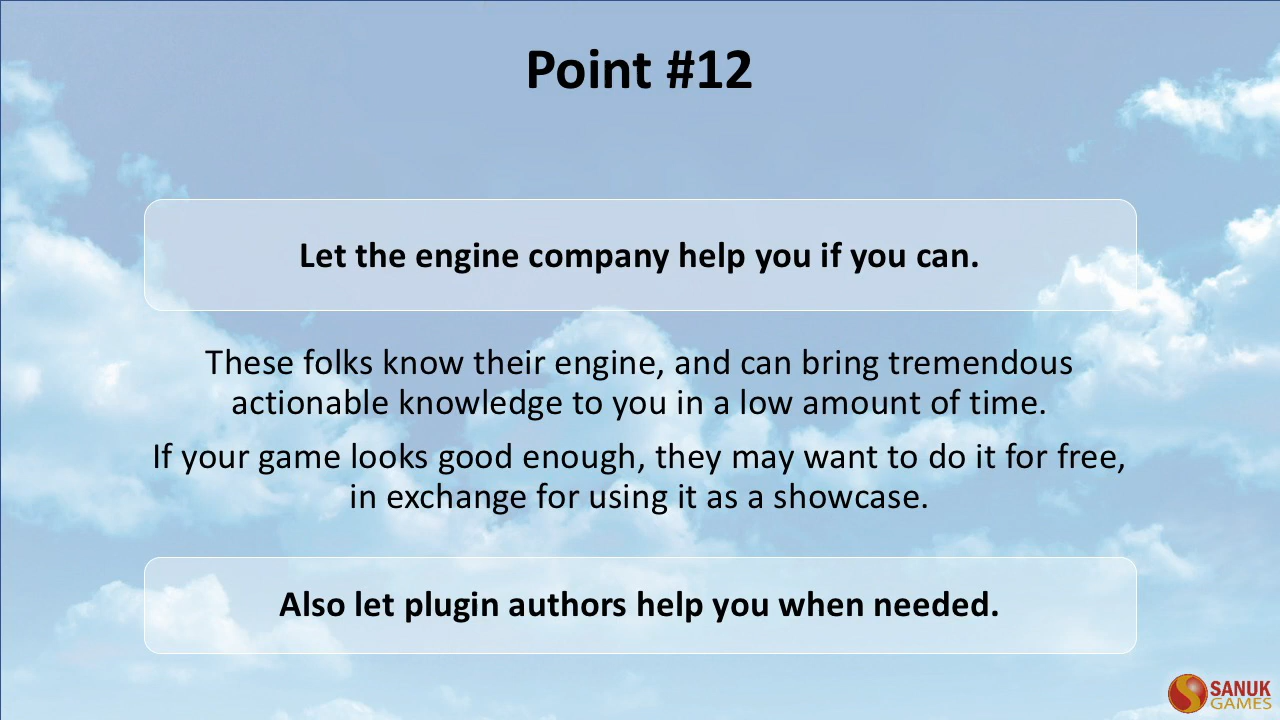 Point #12
Let the engine company help you if you can.
These folks know their engine, and can bring tremendous
actionable knowledge to you in a low amount of time.
If your game looks good enough, they may want to do it for free,
in exchange for using it as a showcase.
Also let plugin authors help you when needed.
SANUK
GAMES